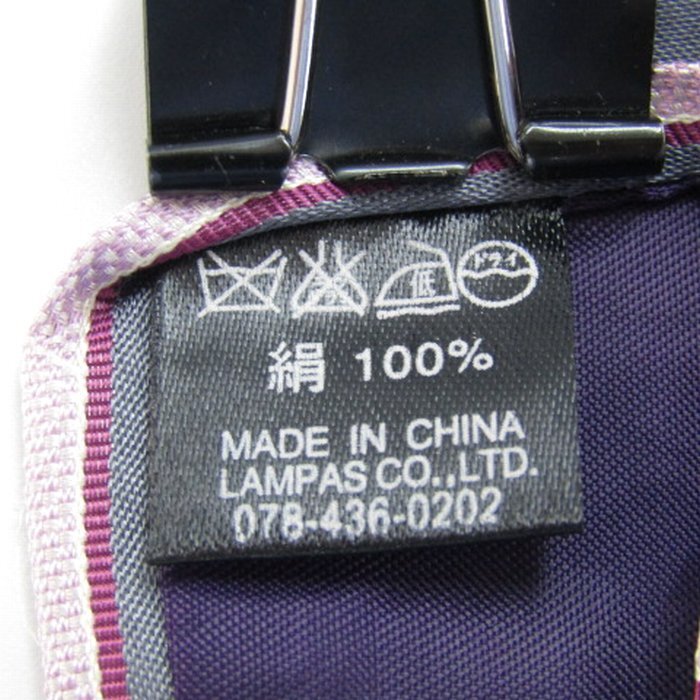 低 ドライ
絹 100%
MADE IN CHINA
LAMPAS CO.,LTD.
078-436-0202